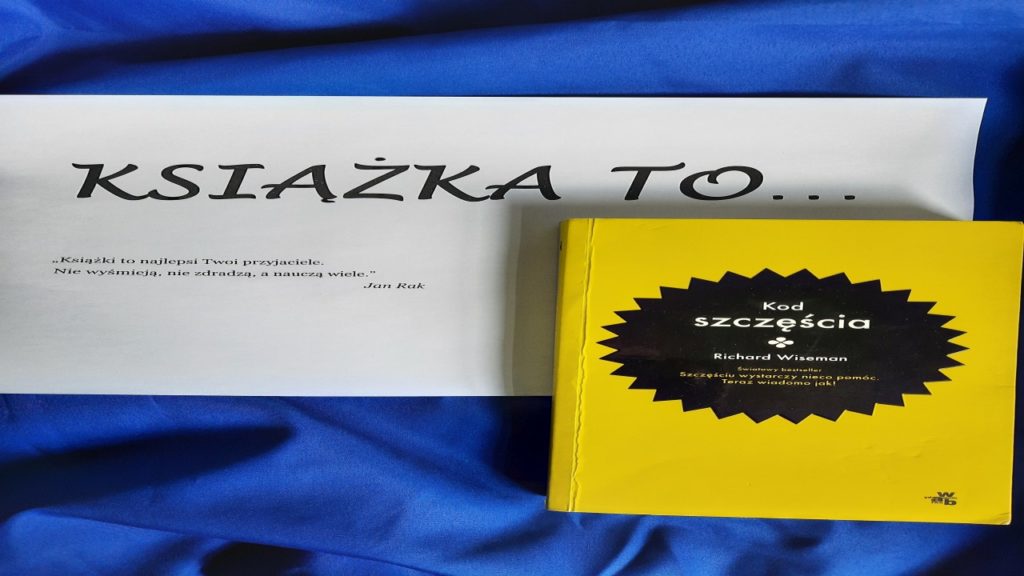 KSIĄŻKA TO...
„Książki to najlepsi Twoi przyjaciele.
Nie wyśmieją, nie zdradzą, a nauczą wiele.”
Jan Rak
Kod
szczęścia
Richard Wiseman
Światowy bestseller
Szczęściu wystarczy nieco pomóc.
Teraz wiadomo jak!